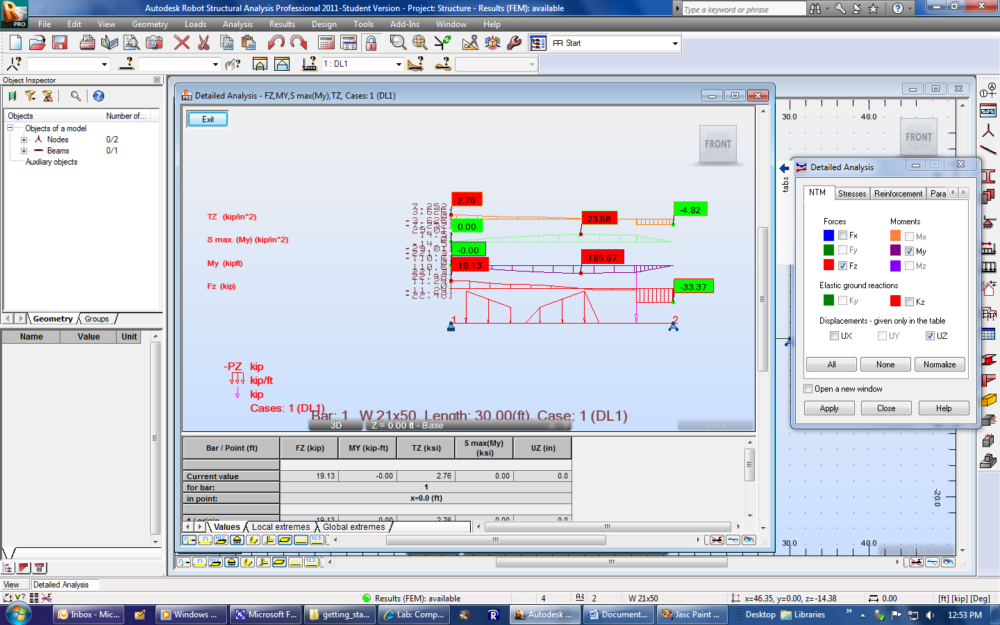 Autodesk Robot Structural Analysis Professional 2011-Student Version - Project: Structure - Results (FEM): available
Type a keyword or phrase
PRO
File Edit View Geometry Loads Analysis Results Design Tools Add-Ins Window Help
Start
1 : DL1
Object Inspector
Objects Number of...
Objects of a model
Nodes 0/2
Beams 0/1
Auxiliary objects
Geometry Groups
Name Value Unit
Detailed Analysis - FZ,MY,S max(My),TZ, Cases: 1 (DL1)
Exit
FRONT
TZ (kip/in^2)
S max. (My) (kip/in^2)
My (kipft)
Fz (kip)
2.76
-4.82
0.00
23.58
-0.00
19.13
185.67
-33.37
1
2
-PZ kip
kip/ft
kip
Cases: 1 (DL1)
Bar: 1 W 21x50 Length: 30.00(ft), Case: 1 (DL1)
3D
Z = 0.00 ft - Base
View
Bar / Point (ft) FZ (kip) MY (kip-ft) TZ (ksi) S max(My) (ksi) UZ (in)
Current value 19.13 -0.00 2.76 0.00 0.0
for bar: 1
in point: x=0.0 (ft)
1 / origin 19.13 0.00 2.76 0.00 0.0
Values Local extremes Global extremes
30.0 40.0
FRONT
-20.0
30.0 40.0
View
tabs
Detailed Analysis
NTM Stresses Reinforcement Para
Forces Moments
Fx Mx
Fy My
Fz Mz
Elastic ground reactions
Ky Kz
Displacements - given only in the table
UX UY UZ
All None Normalize
Open a new window
Apply Close Help
View Detailed Analysis
Results (FEM): available 4 2 W 21x50 x=46.35, y=0.00, z=-14.38 0.00 [ft] [kip] [Deg]
Inbox - Mic... Windows ... Microsoft F... getting_sta... Lab: Comp... Autodesk ... Document... Jasc Paint ... Desktop Libraries 12:53 PM